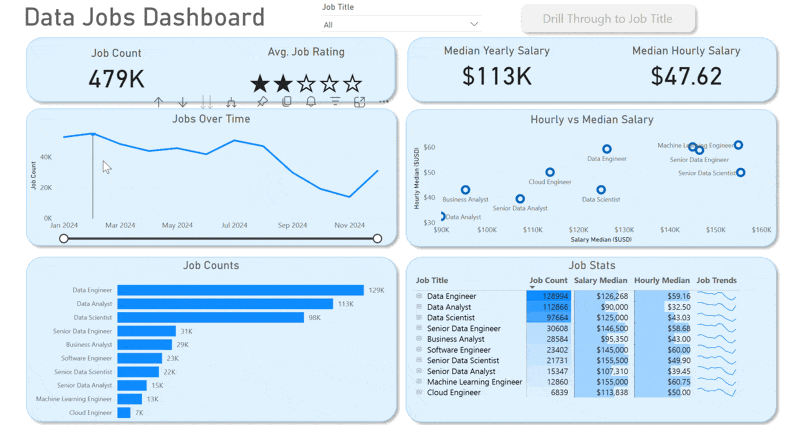 Data Jobs Dashboard
Job Title
All
Drill Through to Job Title
Job Count
479K
Avg. Job Rating
Median Yearly Salary
$113K
Median Hourly Salary
$47.62
Jobs Over Time
Job Count
40K
20K
0K
Jan 2024
Mar 2024
May 2024
Jul 2024
Sep 2024
Nov 2024
Hourly vs Median Salary
Hourly Median ($USD)
$60
$50
$40
$30
Machine Learning Engineer
Data Engineer
Senior Data Engineer
Senior Data Scientist
Cloud Engineer
Business Analyst
Data Scientist
Senior Data Analyst
Data Analyst
$90K
$100K
$110K
$120K
$130K
$140K
$150K
$160K
Salary Median ($USD)
Job Counts
Data Engineer 129K
Data Analyst 113K
Data Scientist 98K
Senior Data Engineer 31K
Business Analyst 29K
Software Engineer 23K
Senior Data Scientist 22K
Senior Data Analyst 15K
Machine Learning Engineer 13K
Cloud Engineer 7K
Job Stats
Job Title Job Count Salary Median Hourly Median Job Trends
Data Engineer 128994 $126,268 $59.16
Data Analyst 112866 $90,000 $32.50
Data Scientist 97664 $125,000 $43.03
Senior Data Engineer 30608 $146,500 $58.68
Business Analyst 28584 $95,350 $43.00
Software Engineer 23402 $145,000 $60.00
Senior Data Scientist 21731 $155,500 $49.90
Senior Data Analyst 15347 $107,310 $39.45
Machine Learning Engineer 12860 $155,000 $60.75
Cloud Engineer 6839 $113,838 $50.00